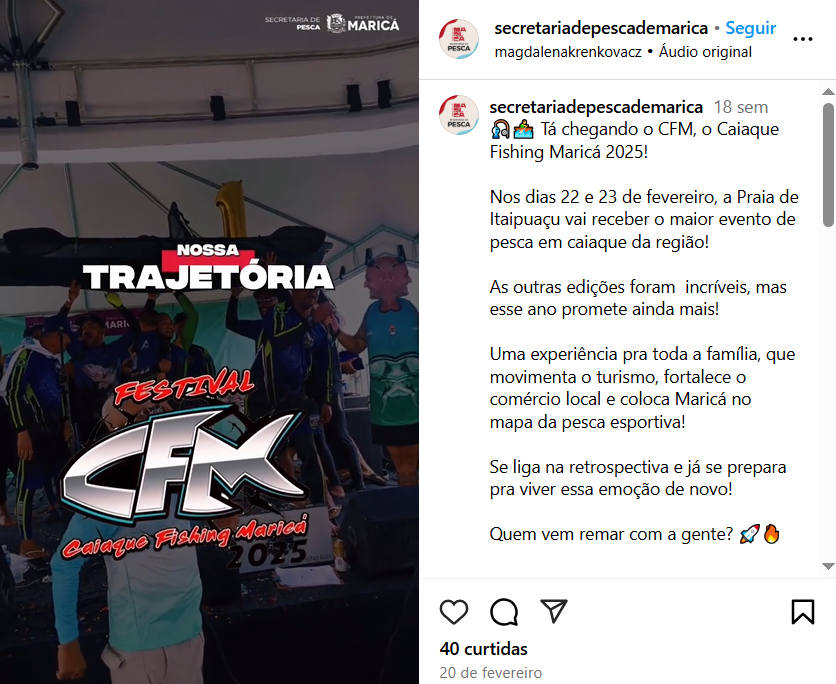 SECRETARIA DE
PESCA
PREFEITURA DE
MARICÁ
NOSSA
TRAJETÓRIA
FESTIVAL
CFM
Caiaque Fishing Maricá
2025
secretariadepescademarica • Seguir
magdalenakrenkovacz • Áudio original
secretariadepescademarica 18 sem
🎣🚣 Tá chegando o CFM, o Caiaque
Fishing Maricá 2025!
Nos dias 22 e 23 de fevereiro, a Praia de
Itaipuaçu vai receber o maior evento de
pesca em caiaque da região!
As outras edições foram  incríveis, mas
esse ano promete ainda mais!
Uma experiência pra toda a família, que
movimenta o turismo, fortalece o
comércio local e coloca Maricá no
mapa da pesca esportiva!
Se liga na retrospectiva e já se prepara
pra viver essa emoção de novo!
Quem vem remar com a gente? 🚀🔥
40 curtidas
20 de fevereiro